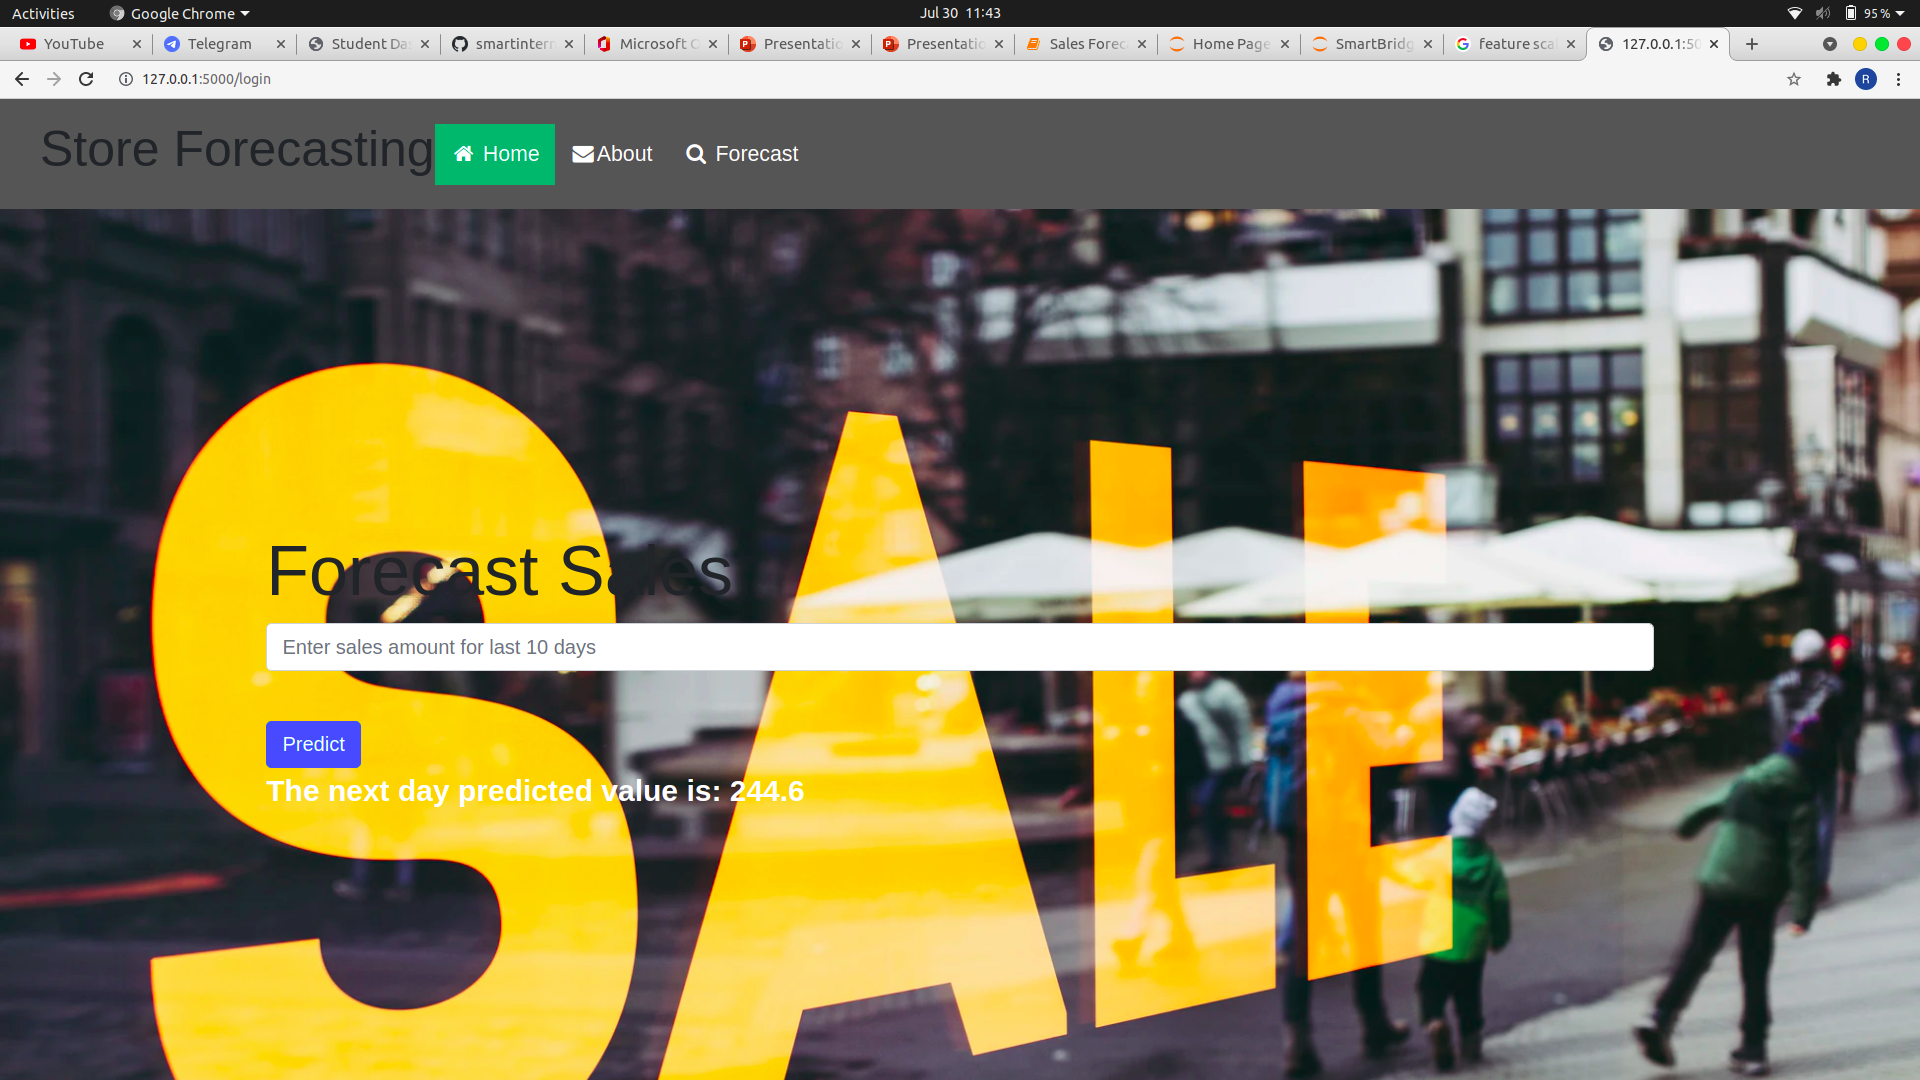 Activities Google Chrome Jul 30 11:43 95 %
YouTube Telegram Student Da smartintern Microsoft O Presentatio Presentatio Sales Forec Home Page SmartBridg feature scal 127.0.0.1:50
127.0.0.1:5000/login R
Store Forecasting Home About Forecast
SALE
Forecast Sales
Enter sales amount for last 10 days
Predict
The next day predicted value is: 244.6